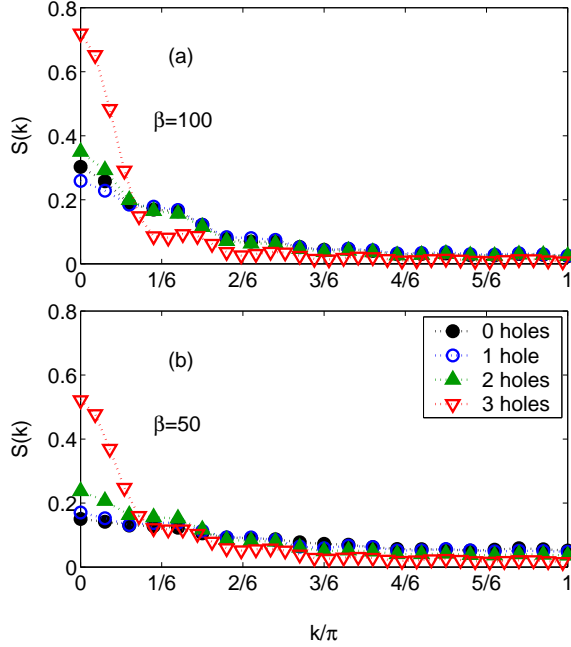 0.8
(a)
0.6
β=100
S(k)
0.4
0.2
0
0 1/6 2/6 3/6 4/6 5/6 1
0.8
(b)
0 holes
1 hole
2 holes
3 holes
0.6
β=50
S(k)
0.4
0.2
0
0 1/6 2/6 3/6 4/6 5/6 1
k/π